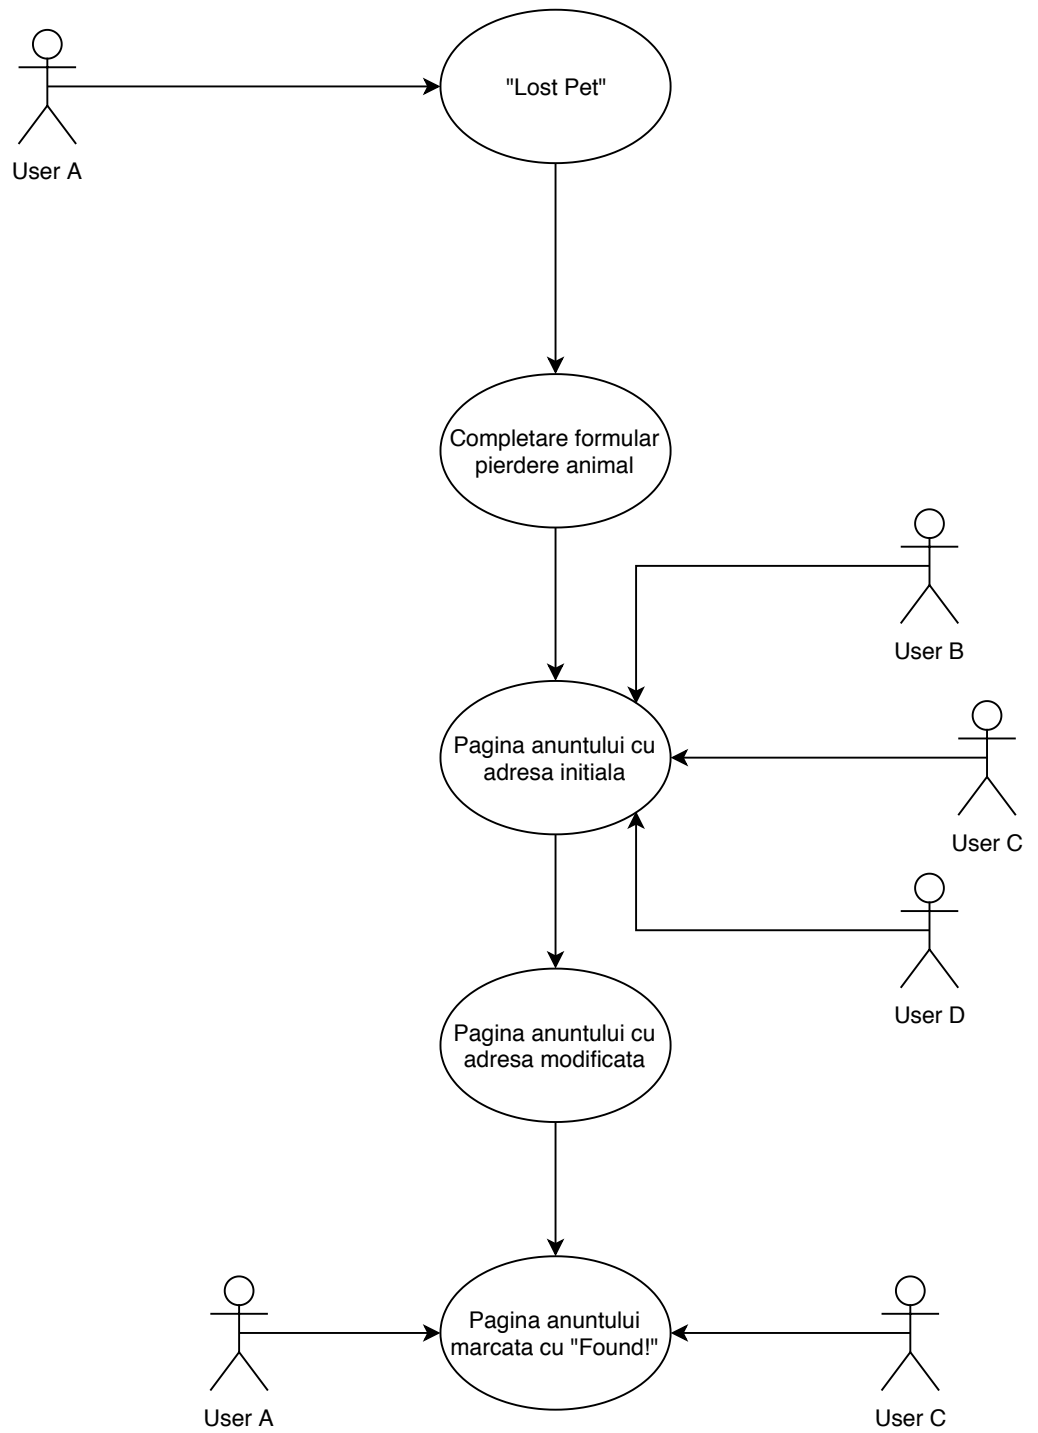 "Lost Pet"
User A
Completare formular
pierdere animal
User B
Pagina anuntului cu
adresa initiala
User C
User D
Pagina anuntului cu
adresa modificata
Pagina anuntului
marcata cu "Found!"
User A
User C